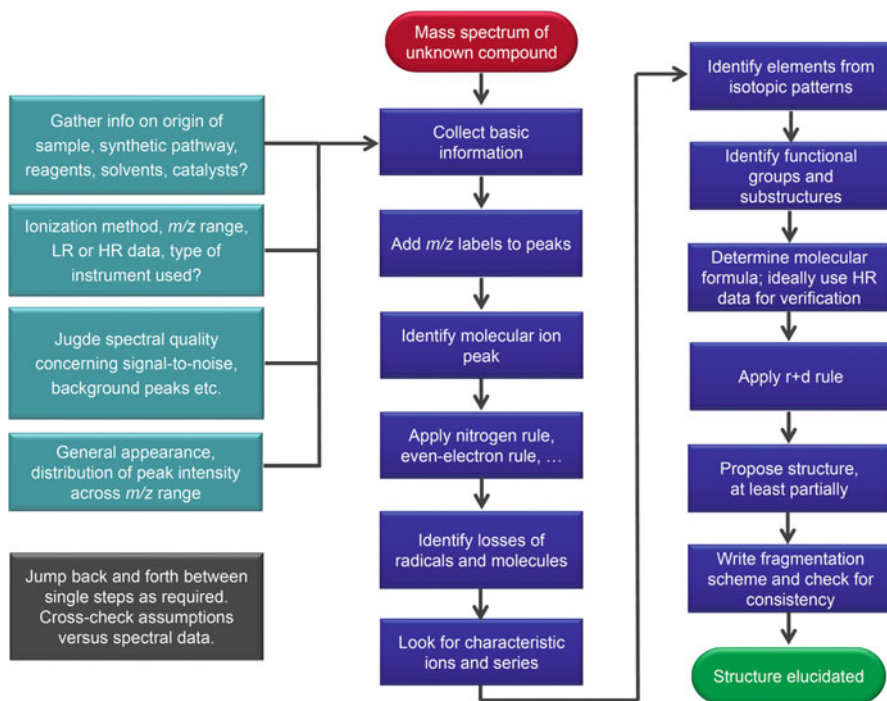 Mass spectrum of
unknown compound
Gather info on origin of
sample, synthetic pathway,
reagents, solvents, catalysts?
Ionization method, m/z range,
LR or HR data, type of
instrument used?
Jugde spectral quality
concerning signal-to-noise,
background peaks etc.
General appearance,
distribution of peak intensity
across m/z range
Jump back and forth between
single steps as required.
Cross-check assumptions
versus spectral data.
Collect basic
information
Add m/z labels to peaks
Identify molecular ion
peak
Apply nitrogen rule,
even-electron rule, …
Identify losses of
radicals and molecules
Look for characteristic
ions and series
Identify elements from
isotopic patterns
Identify functional
groups and
substructures
Determine molecular
formula; ideally use HR
data for verification
Apply r+d rule
Propose structure,
at least partially
Write fragmentation
scheme and check for
consistency
Structure elucidated